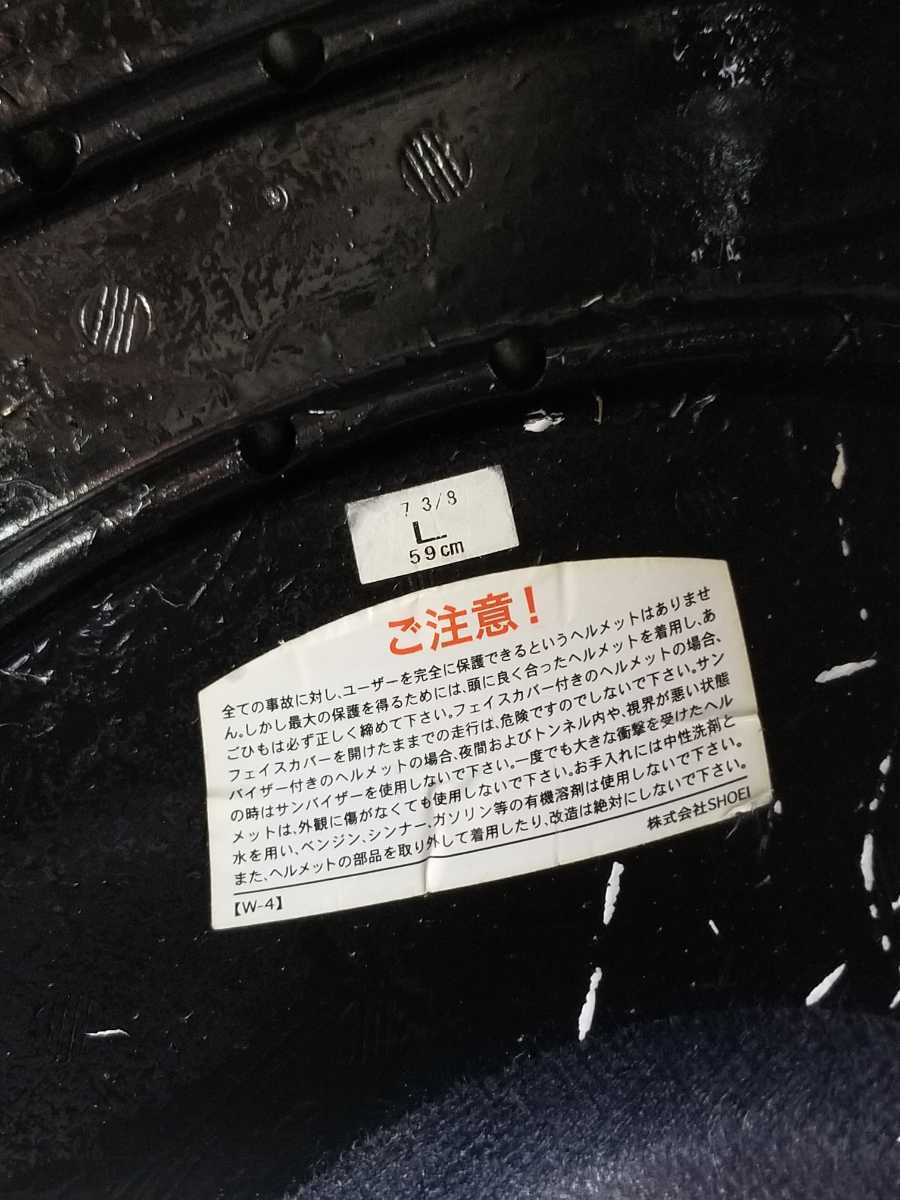 7 3/8
L
59cm
ご注意!
全ての事故に対し、ユーザーを完全に保護できるというヘルメットはありませ
ん。しかし最大の保護を得るためには、頭に良く合ったヘルメットを着用し、あ
ごひもは必ず正しく締めて下さい。フェイスカバー付きのヘルメットの場合、
フェイスカバーを開けたままでの走行は、危険ですのでしないで下さい。サン
バイザー付きのヘルメットの場合、夜間およびトンネル内や、視界が悪い状態
の時はサンバイザーを使用しないで下さい。一度でも大きな衝撃を受けたヘル
メットは、外観に傷がなくても使用しないで下さい。お手入れには中性洗剤と
水を用い、ベンジン、シンナー、ガソリン等の有機溶剤は使用しないで下さい。
また、ヘルメットの部品を取り外して着用したり、改造は絶対にしないで下さい。
株式会社SHOEI
【W-4】